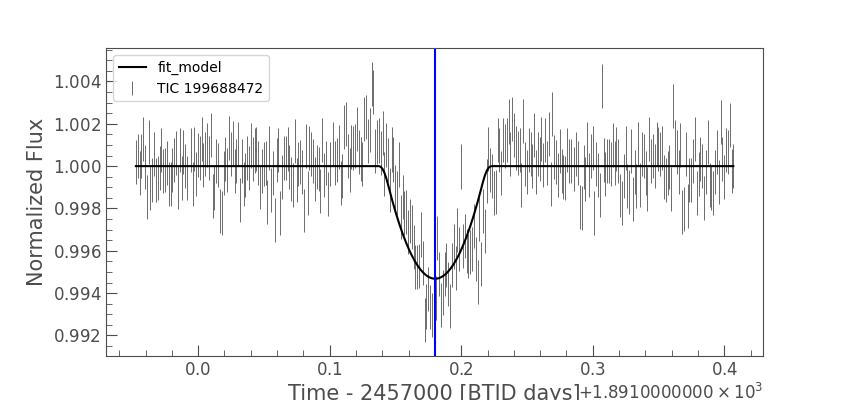 fit_model
TIC 199688472
1.004
1.002
1.000
0.998
0.996
0.994
0.992
Normalized Flux
0.0 0.1 0.2 0.3 0.4
Time - 2457000 [BTJD days]
+1.8910000000 × 10³